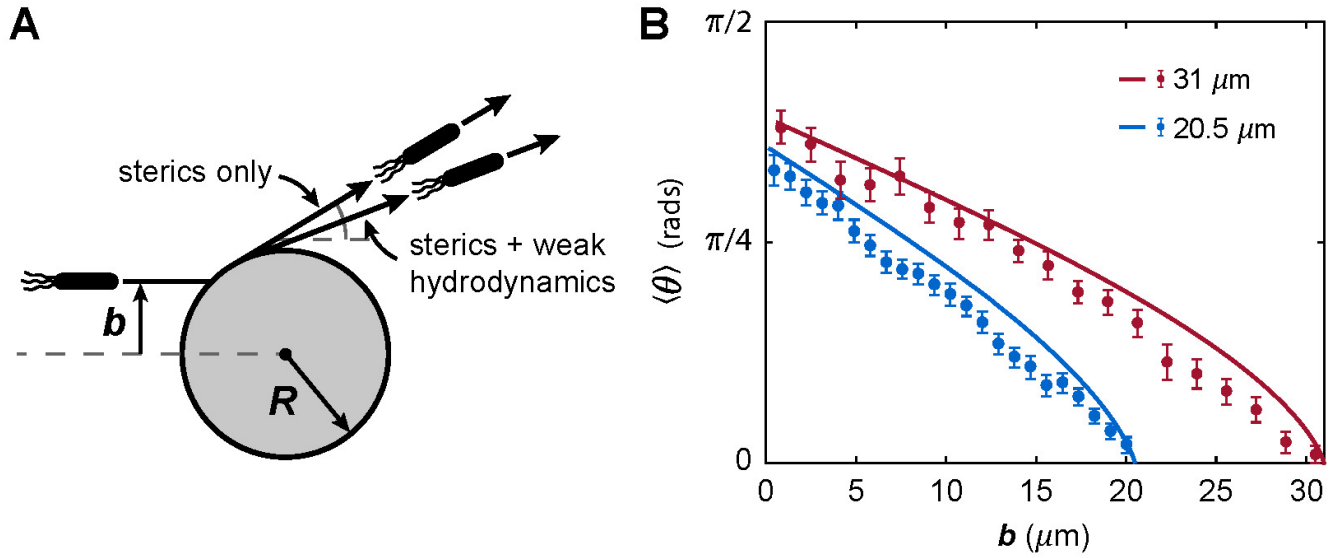 A
sterics only
sterics + weak
hydrodynamics
b
R
B
π/2
π/4
0
⟨θ⟩ (rads)
31 μm
20.5 μm
0 5 10 15 20 25 30
b (μm)